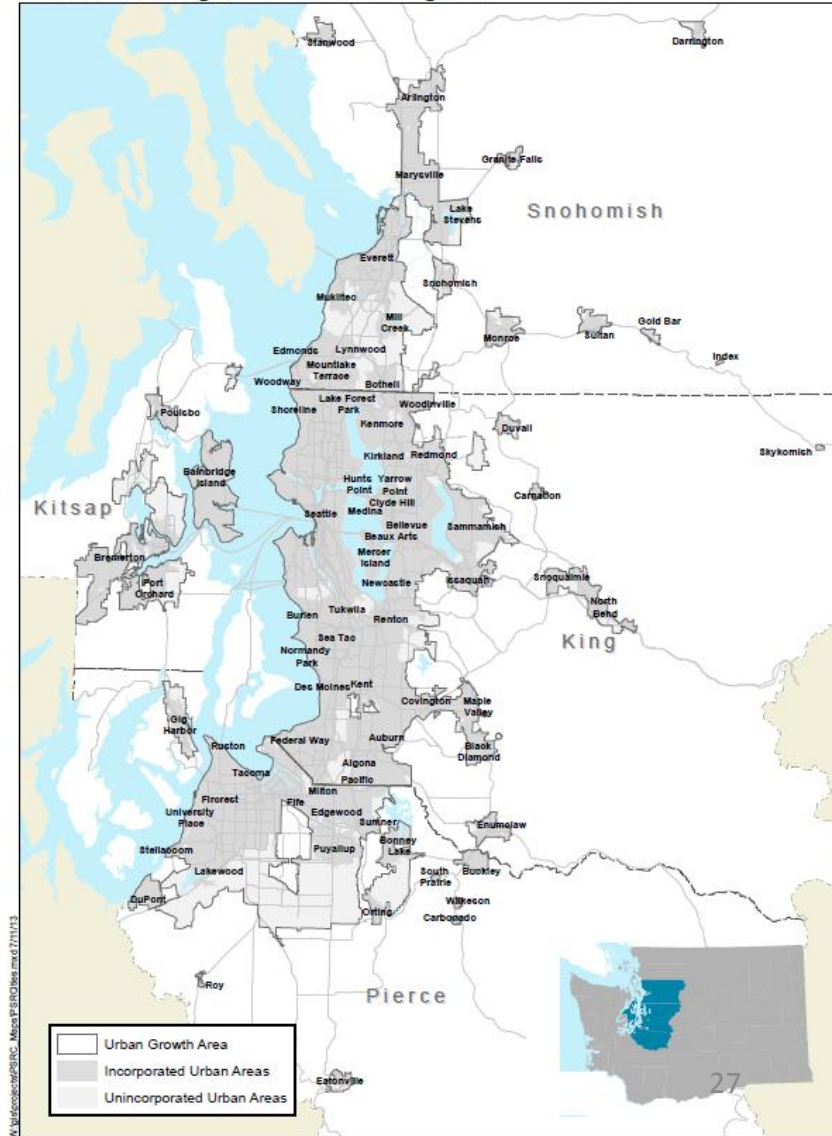 Stanwood
Darrington
Arlington
Granite Falls
Marysville
Lake
Stevens
Snohomish
Everett
Snohomish
Mukilteo
Mill
Creek
Monroe
Sultan
Gold Bar
Index
Edmonds
Lynnwood
Mountlake
Terrace
Woodway
Bothell
Shoreline
Lake Forest
Park
Woodinville
Kenmore
Poulsbo
Duvall
Skykomish
Kirkland
Redmond
Bainbridge
Island
Hunts
Point
Yarrow
Point
Clyde Hill
Carnation
Kitsap
Medina
Seattle
Bellevue
Sammamish
Beaux Arts
Bremerton
Mercer
Island
Port
Orchard
Newcastle
Issaquah
Snoqualmie
North
Bend
Burien
Tukwila
Renton
Sea Tac
King
Normandy
Park
Des Moines
Kent
Covington
Maple
Valley
Gig
Harbor
Ruston
Federal Way
Auburn
Black
Diamond
Tacoma
Algona
Pacific
Milton
Fircrest
Fife
Edgewood
University
Place
Sumner
Enumclaw
Steilacoom
Puyallup
Bonney
Lake
Lakewood
South
Prairie
Buckley
DuPont
Orting
Wilkeson
Carbonado
Roy
Pierce
Eatonville
Urban Growth Area
Incorporated Urban Areas
Unincorporated Urban Areas
27